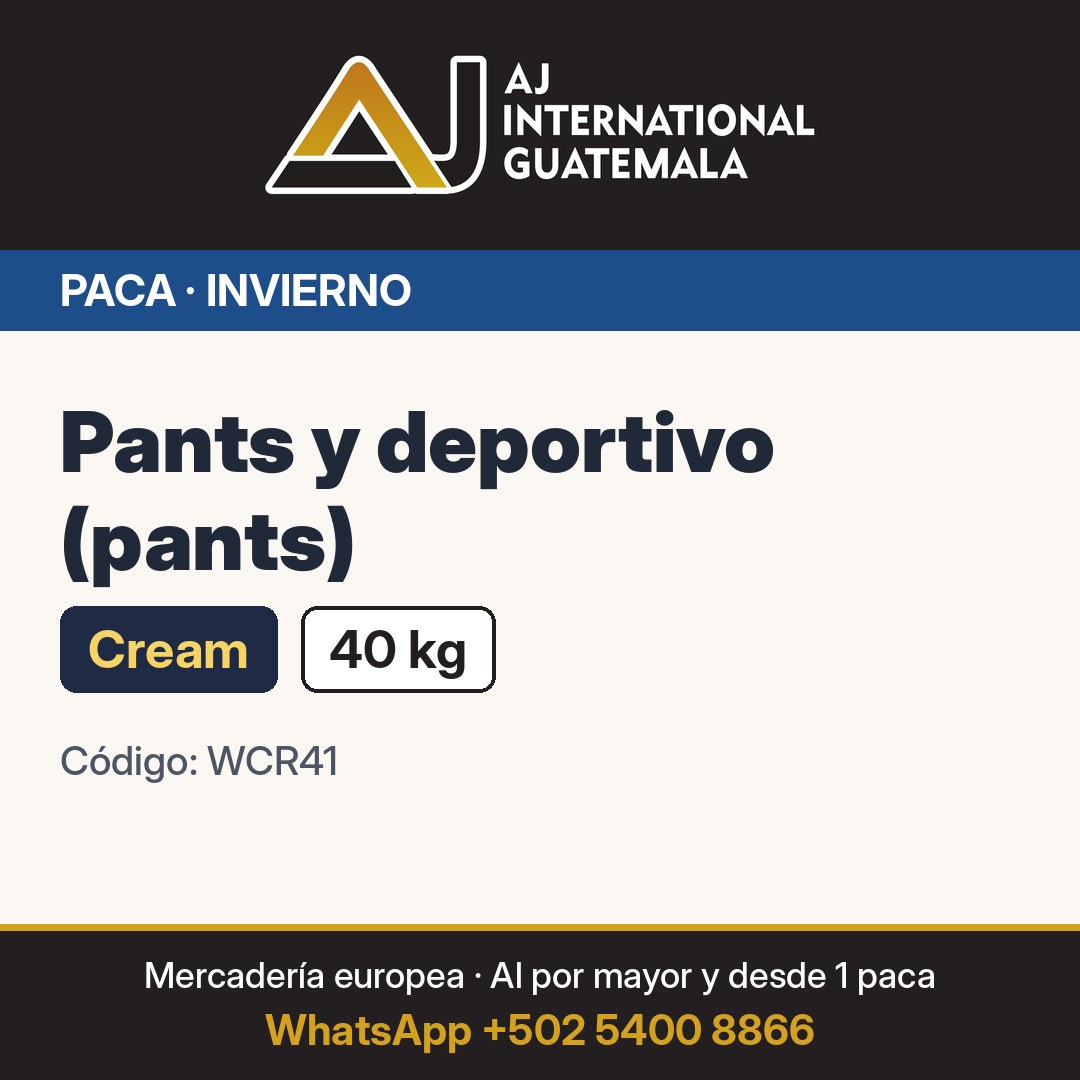 AJ
INTERNATIONAL
GUATEMALA
PACA · INVIERNO
Pants y deportivo
(pants)
Cream
40 kg
Código: WCR41
Mercadería europea · Al por mayor y desde 1 paca
WhatsApp +502 5400 8866